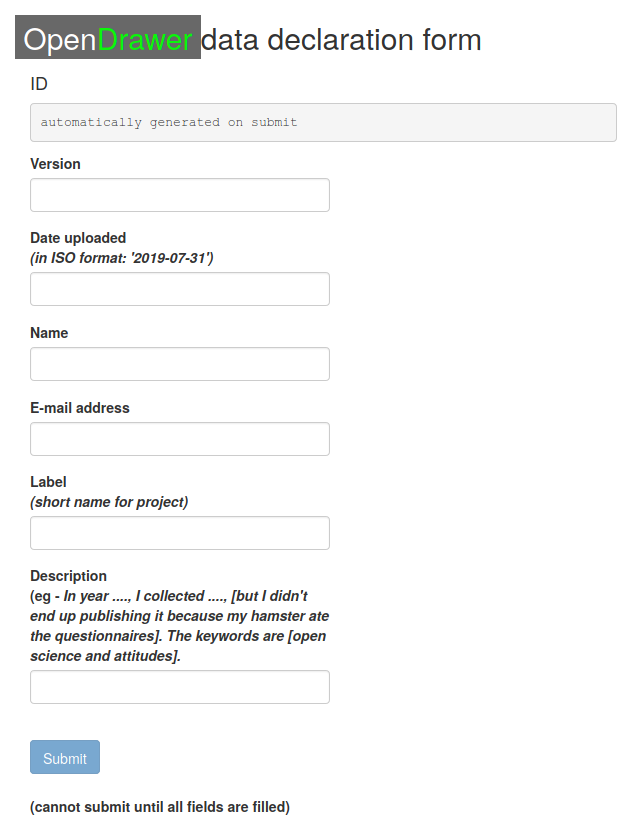 OpenDrawer data declaration form
ID
automatically generated on submit
Version
Date uploaded
(in ISO format: '2019-07-31')
Name
E-mail address
Label
(short name for project)
Description
(eg - In year ...., I collected ...., [but I didn't
end up publishing it because my hamster ate
the questionnaires]. The keywords are [open
science and attitudes].
Submit
(cannot submit until all fields are filled)